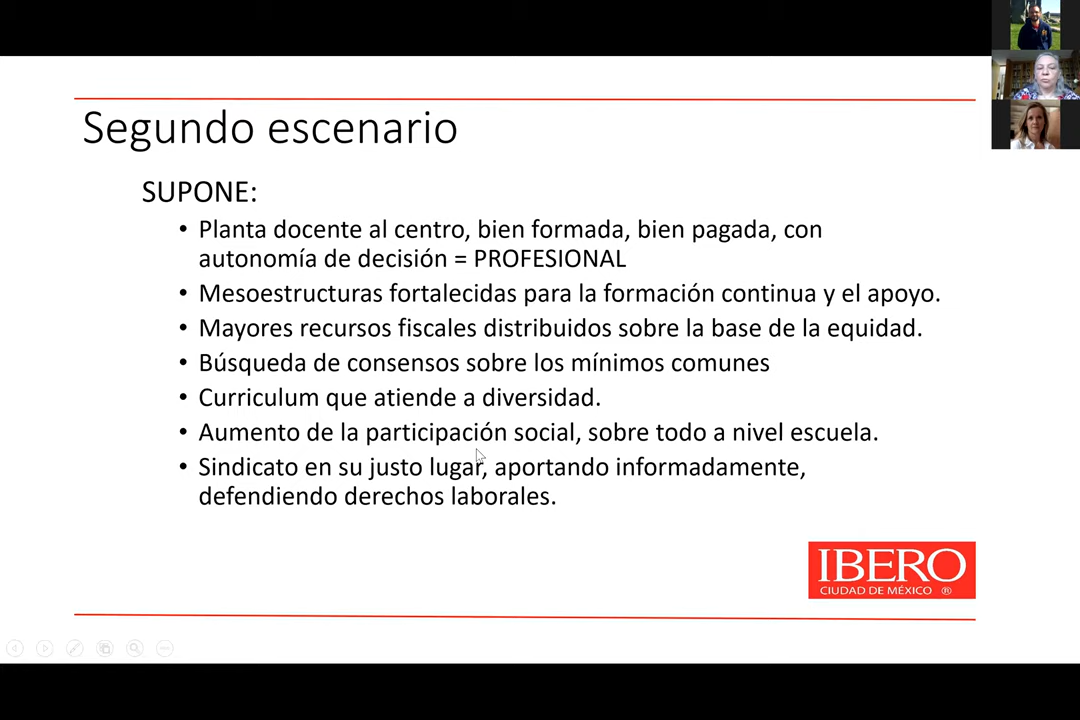 Segundo escenario
SUPONE:
• Planta docente al centro, bien formada, bien pagada, con
autonomía de decisión = PROFESIONAL
• Mesoestructuras fortalecidas para la formación continua y el apoyo.
• Mayores recursos fiscales distribuidos sobre la base de la equidad.
• Búsqueda de consensos sobre los mínimos comunes
• Curriculum que atiende a diversidad.
• Aumento de la participación social, sobre todo a nivel escuela.
• Sindicato en su justo lugar, aportando informadamente,
defendiendo derechos laborales.
IBERO
CIUDAD DE MÉXICO ®